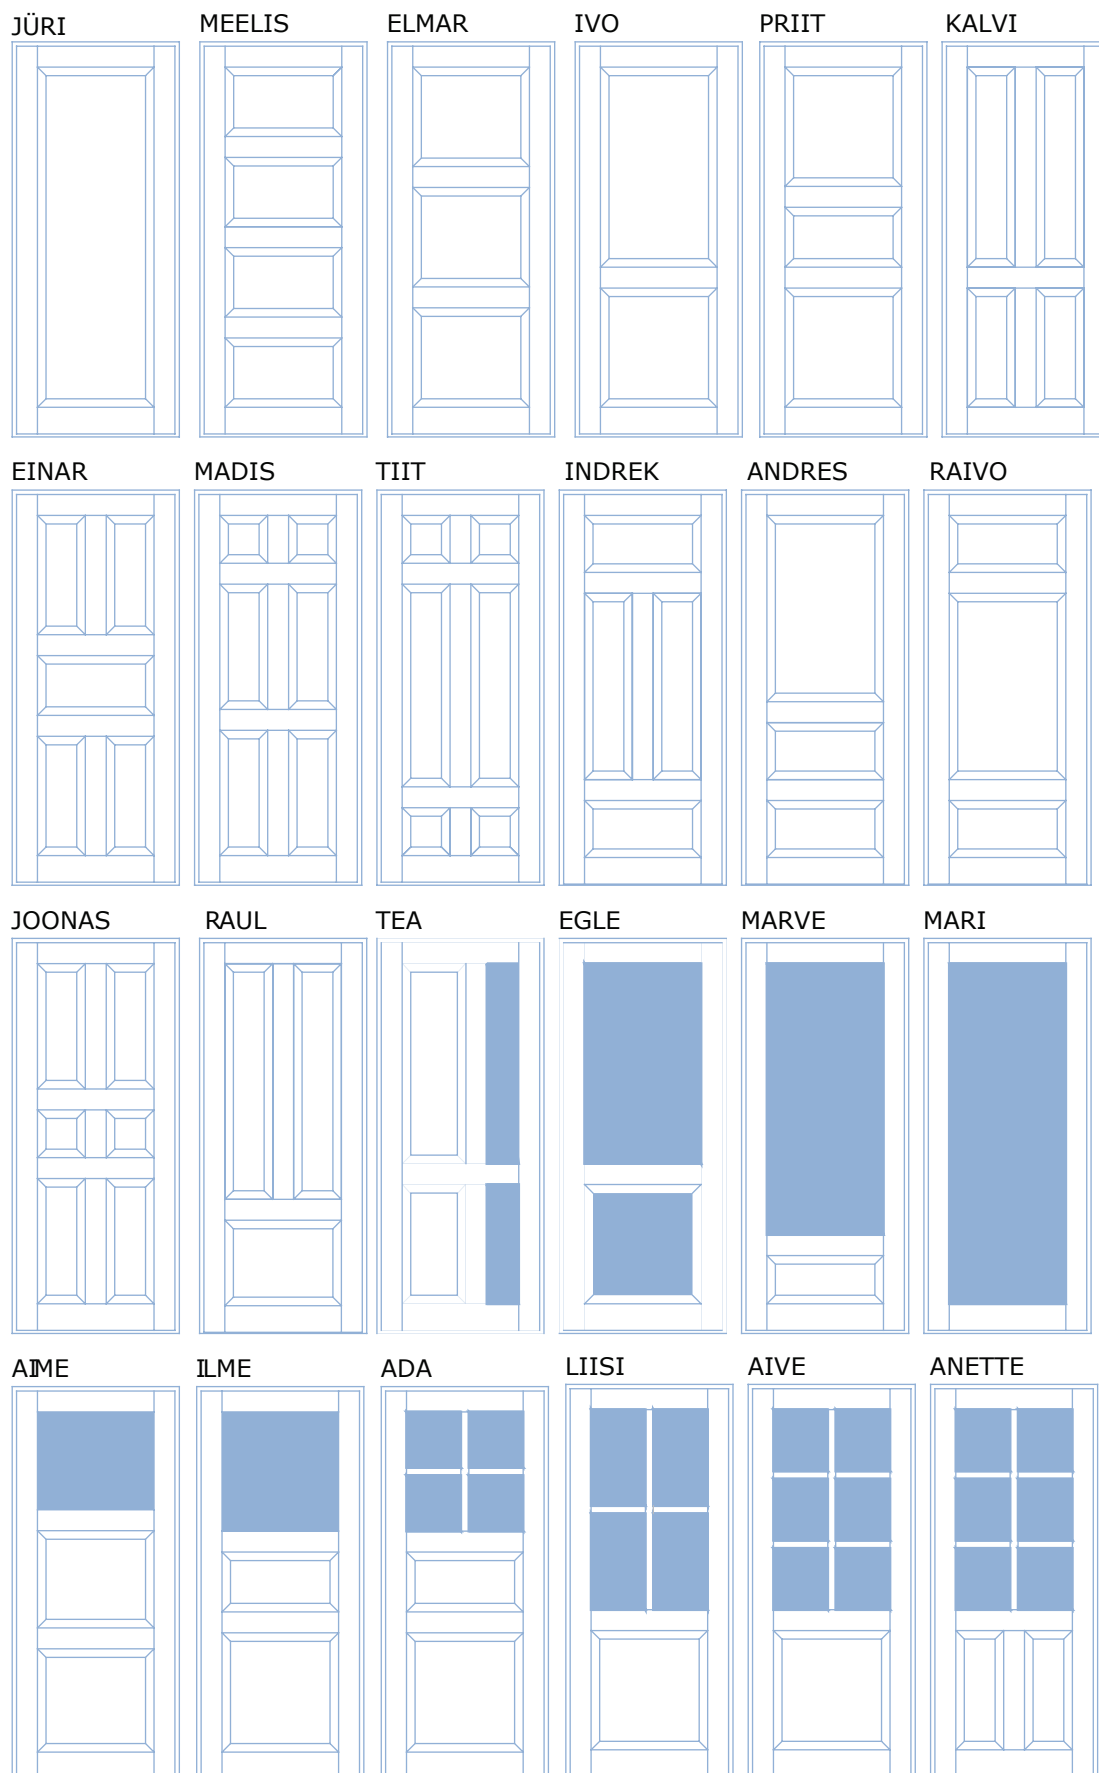 JÜRI MEELIS ELMAR IVO PRIIT KALVI
EINAR MADIS TIIT INDREK ANDRES RAIVO
JOONAS RAUL TEA EGLE MARVE MARI
AIME ILME ADA LIISI AIVE ANETTE